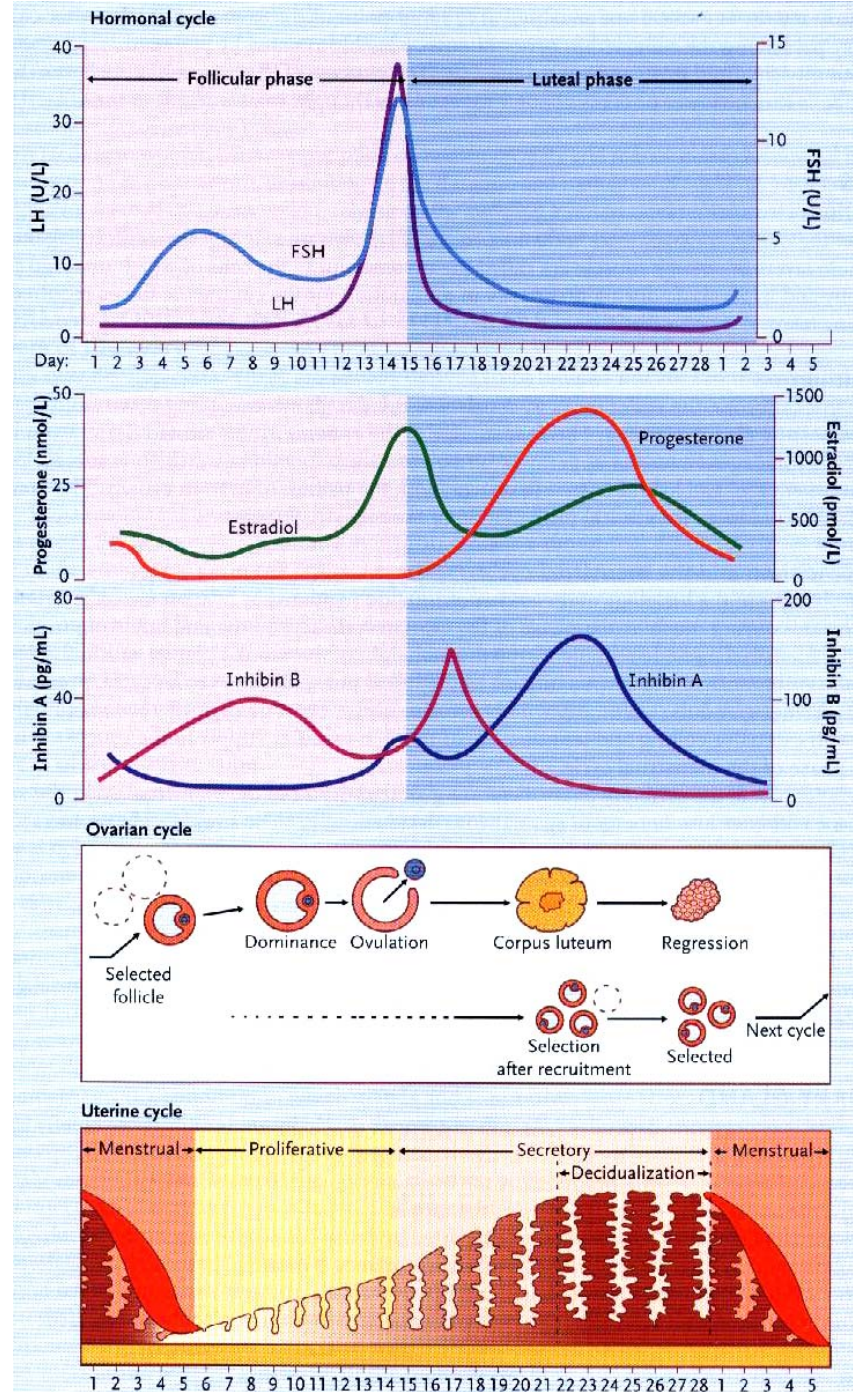 Hormonal cycle
40
30
20
10
0
LH (U/L)
Follicular phase
Luteal phase
FSH
LH
15
10
5
0
FSH (U/L)
Day: 1 2 3 4 5 6 7 8 9 10 11 12 13 14 15 16 17 18 19 20 21 22 23 24 25 26 27 28 1 2 3 4 5
50
25
0
Progesterone (nmol/L)
Estradiol
Progesterone
1500
1000
500
0
Estradiol (pmol/L)
80
40
0
Inhibin A (pg/mL)
Inhibin B
Inhibin A
200
100
0
Inhibin B (pg/mL)
Ovarian cycle
Selected
follicle
Dominance
Ovulation
Corpus luteum
Regression
Selection
after recruitment
Selected
Next cycle
Uterine cycle
Menstrual
Proliferative
Secretory
Menstrual
Decidualization
1 2 3 4 5 6 7 8 9 10 11 12 13 14 15 16 17 18 19 20 21 22 23 24 25 26 27 28 1 2 3 4 5